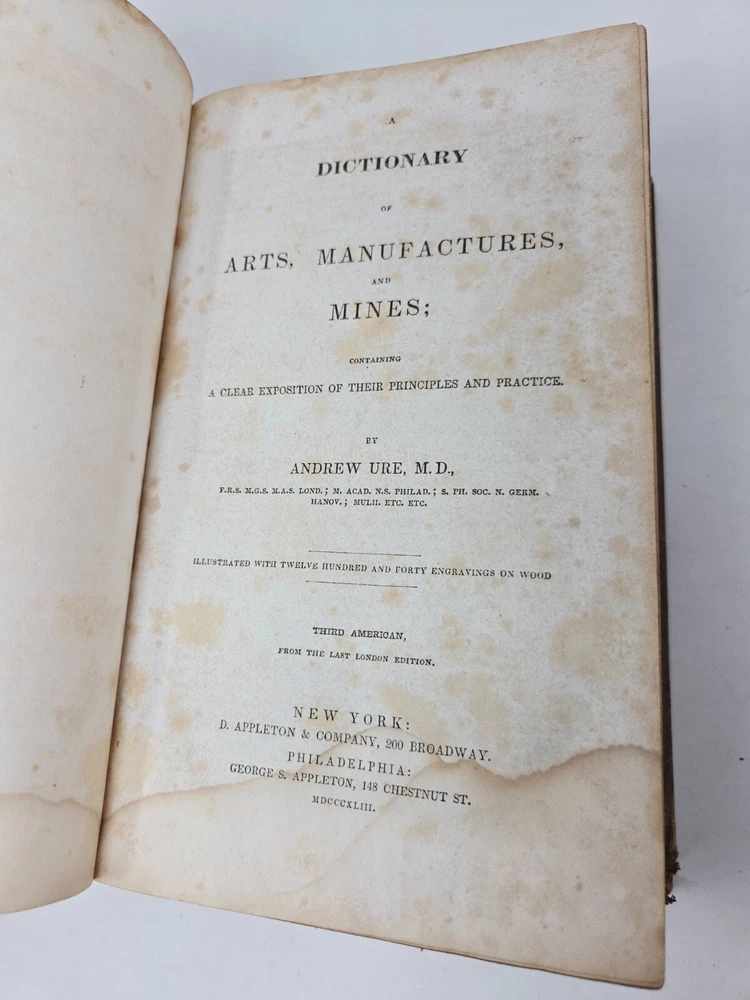 A
DICTIONARY
OF
ARTS, MANUFACTURES,
AND
MINES;
CONTAINING
A CLEAR EXPOSITION OF THEIR PRINCIPLES AND PRACTICE.
BY
ANDREW URE, M. D.,
F.R.S. M.G.S. M.A.S. LOND.; M. ACAD. N.S. PHILAD.; S. PH. SOC. N. GERM.
HANOV.; MULII. ETC. ETC.
ILLUSTRATED WITH TWELVE HUNDRED AND FORTY ENGRAVINGS ON WOOD
THIRD AMERICAN,
FROM THE LAST LONDON EDITION.
NEW YORK:
D. APPLETON & COMPANY, 200 BROADWAY.
PHILADELPHIA:
GEORGE S. APPLETON, 148 CHESTNUT ST.
MDCCCXLIII.